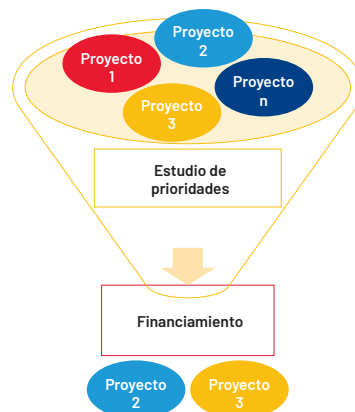 Proyecto
1
Proyecto
2
Proyecto
3
Proyecto
n
Estudio de
prioridades
Financiamiento
Proyecto
2
Proyecto
3